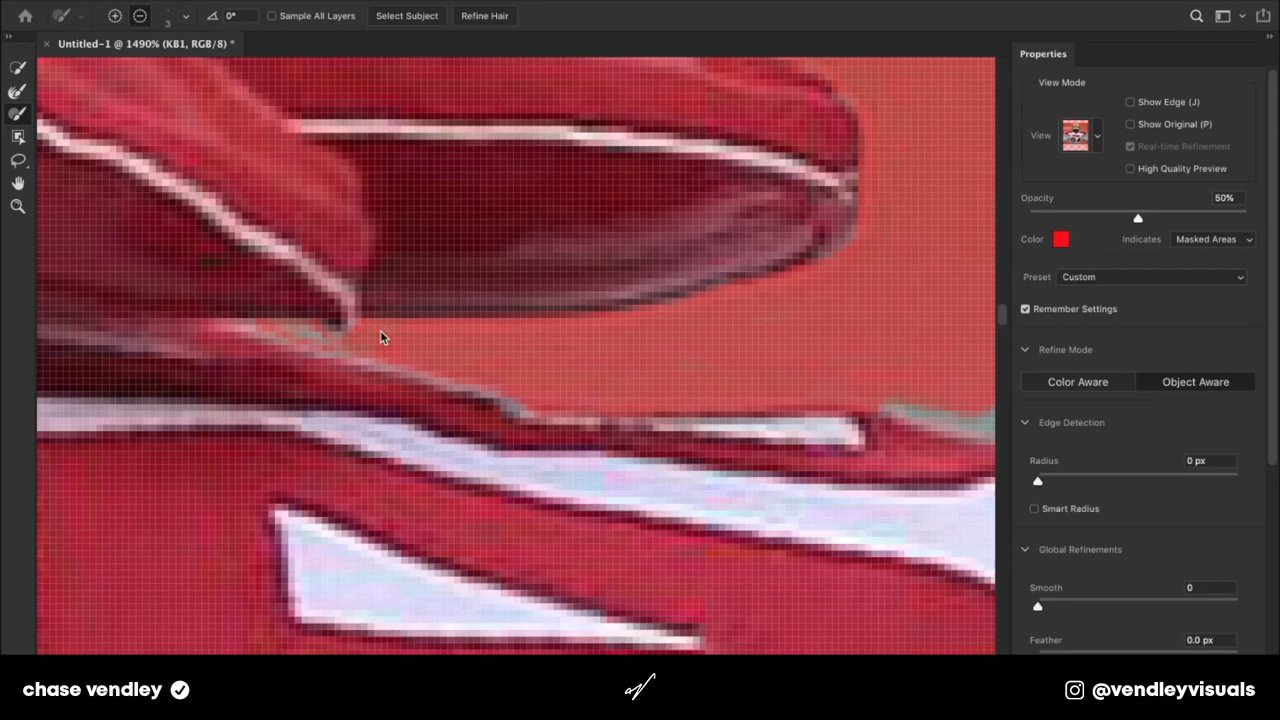 3
0°
Sample All Layers
Select Subject
Refine Hair
Untitled-1 @ 1490% (KB1, RGB/8) *
Properties
View Mode
Show Edge (J)
View
Show Original (P)
Real-time Refinement
High Quality Preview
Opacity
50%
Color
Indicates
Masked Areas
Preset
Custom
Remember Settings
Refine Mode
Color Aware
Object Aware
Edge Detection
Radius
0 px
Smart Radius
Global Refinements
Smooth
0
Feather
0.0 px
chase vendley
@vendleyvisuals